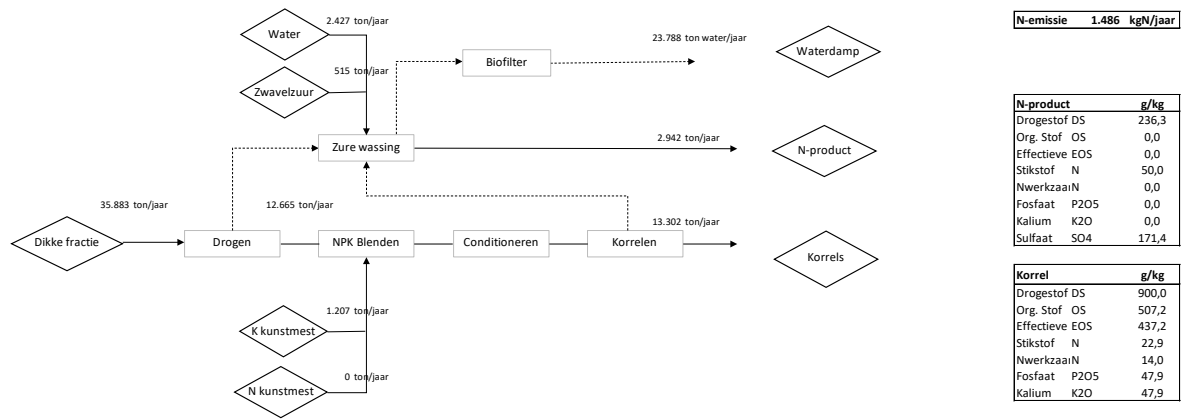 2.427 ton/jaar
Water
23.788 ton water/jaar
Waterdamp
Biofilter
515 ton/jaar
Zwavelzuur
Zure wassing
2.942 ton/jaar
N-product
35.883 ton/jaar
12.665 ton/jaar
13.302 ton/jaar
Dikke fractie
Drogen
NPK Blenden
Conditioneren
Korrelen
Korrels
1.207 ton/jaar
K kunstmest
0 ton/jaar
N kunstmest
N-emissie 1.486 kgN/jaar
N-product g/kg
Drogestof DS 236,3
Org. Stof OS 0,0
Effectieve EOS 0,0
Stikstof N 50,0
Nwerkzaar N 0,0
Fosfaat P2O5 0,0
Kalium K2O 0,0
Sulfaat SO4 171,4
Korrel g/kg
Drogestof DS 900,0
Org. Stof OS 507,2
Effectieve EOS 437,2
Stikstof N 22,9
Nwerkzaar N 14,0
Fosfaat P2O5 47,9
Kalium K2O 47,9